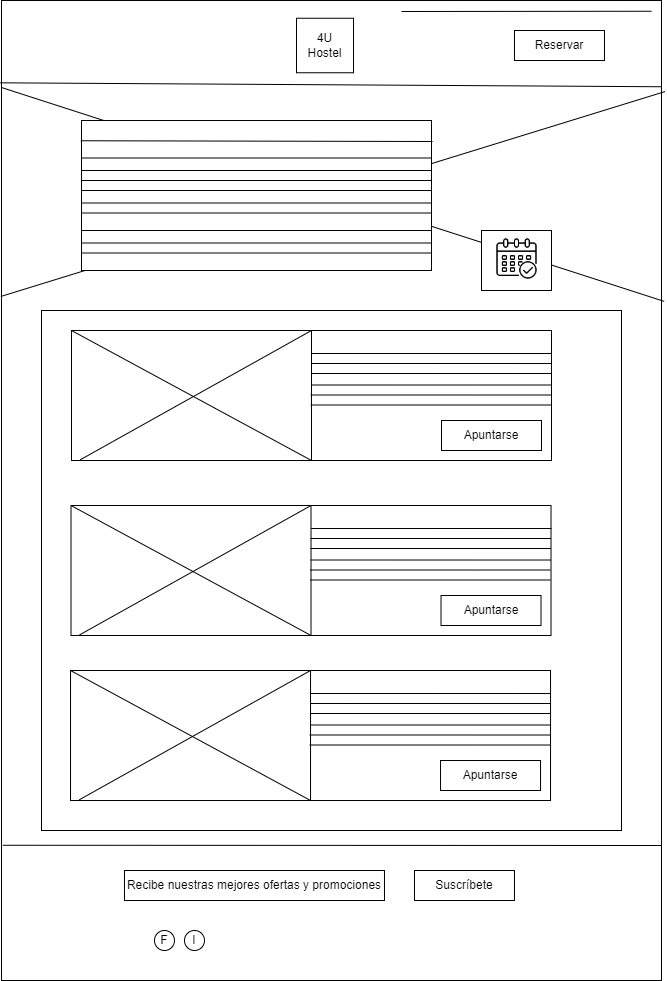 4U
Hostel
Reservar
Apuntarse
Apuntarse
Apuntarse
Recibe nuestras mejores ofertas y promociones
Suscríbete
F
I